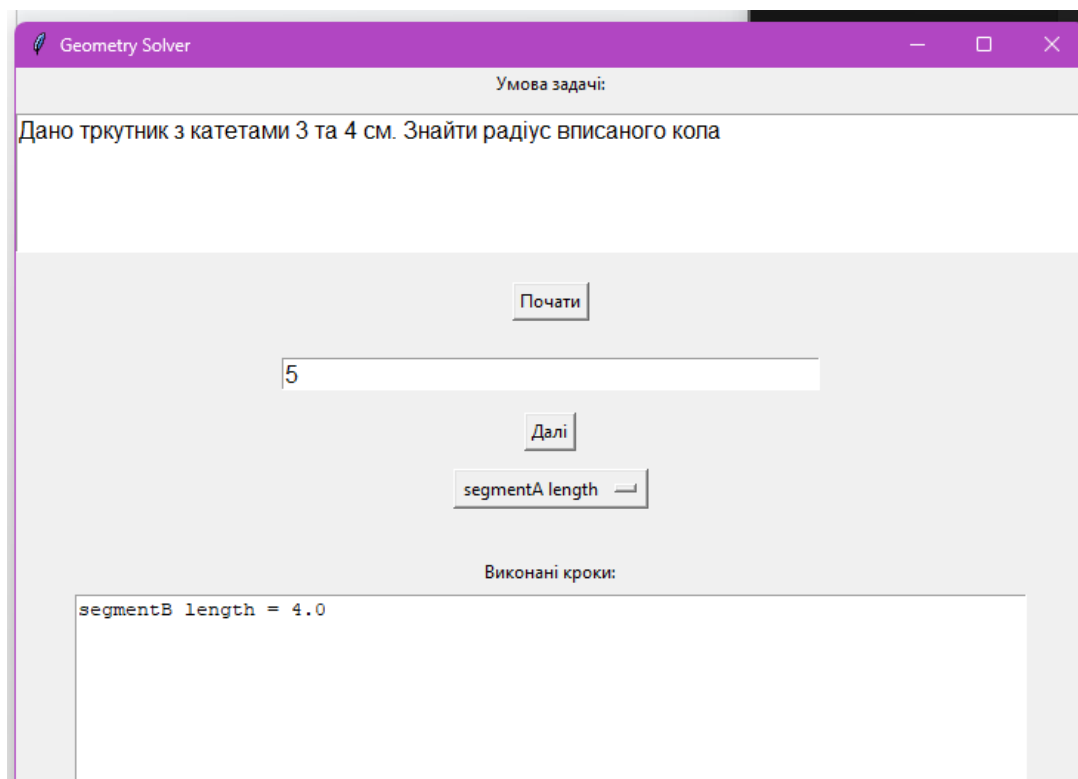 Geometry Solver
Умова задачі:
Дано тркутник з катетами 3 та 4 см. Знайти радіус вписаного кола
Почати
5
Далі
segmentA length
Виконані кроки:
segmentB length = 4.0